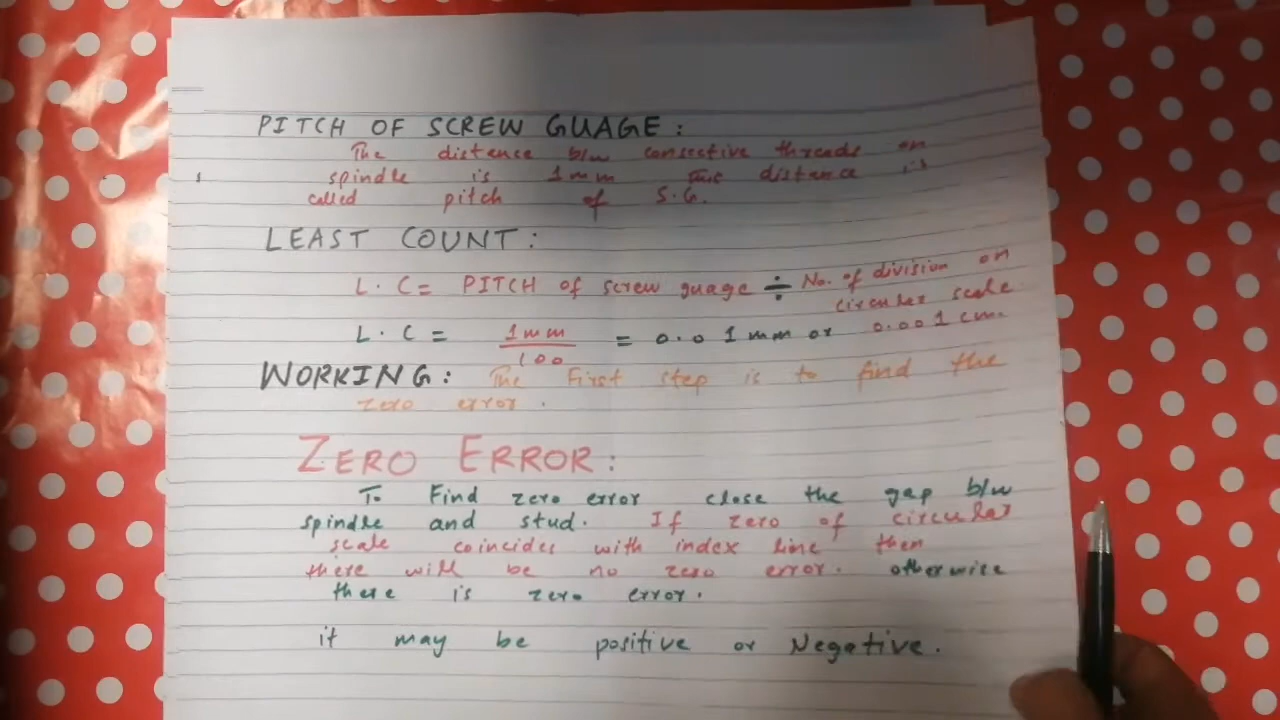 PITCH OF SCREW GUAGE:
The distance b/w consective threads on
spindle is 1mm this distance is
called pitch of S.G.
LEAST COUNT:
L.C = PITCH of screw guage ÷ No. of division on
circular scale
L.C = 1mm/100 = 0.01mm or 0.001cm.
WORKING: The First step is to find the
zero error.
ZERO ERROR:
To Find zero error close the gap b/w
spindle and stud. If zero of circular
scale coincides with index line then
there will be no zero error. otherwise
there is zero error.
it may be positive or Negative.